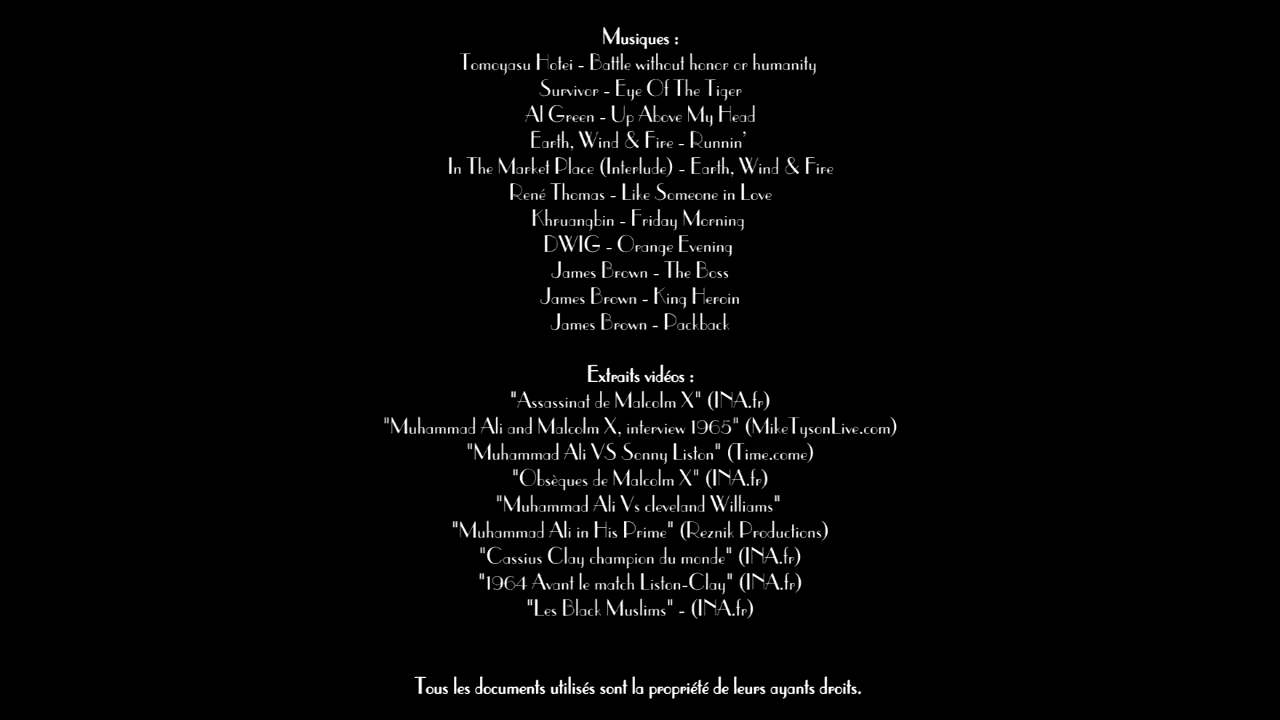 Musiques :
Tomoyasu Hotei - Battle without honor or humanity
Survivor - Eye Of The Tiger
Al Green - Up Above My Head
Earth, Wind & Fire - Runnin'
In The Market Place (Interlude) - Earth, Wind & Fire
René Thomas - Like Someone in Love
Khruangbin - Friday Morning
DWIG - Orange Evening
James Brown - The Boss
James Brown - King Heroin
James Brown - Packback
Extraits vidéos :
"Assassinat de Malcolm X" (INA.fr)
"Muhammad Ali and Malcolm X, interview 1965" (MikeTysonLive.com)
"Muhammad Ali VS Sonny Liston" (Time.come)
"Obsèques de Malcolm X" (INA.fr)
"Muhammad Ali Vs cleveland Williams"
"Muhammad Ali in His Prime" (Reznik Productions)
"Cassius Clay champion du monde" (INA.fr)
"1964 Avant le match Liston-Clay" (INA.fr)
"Les Black Muslims" - (INA.fr)
Tous les documents utilisés sont la propriété de leurs ayants droits.